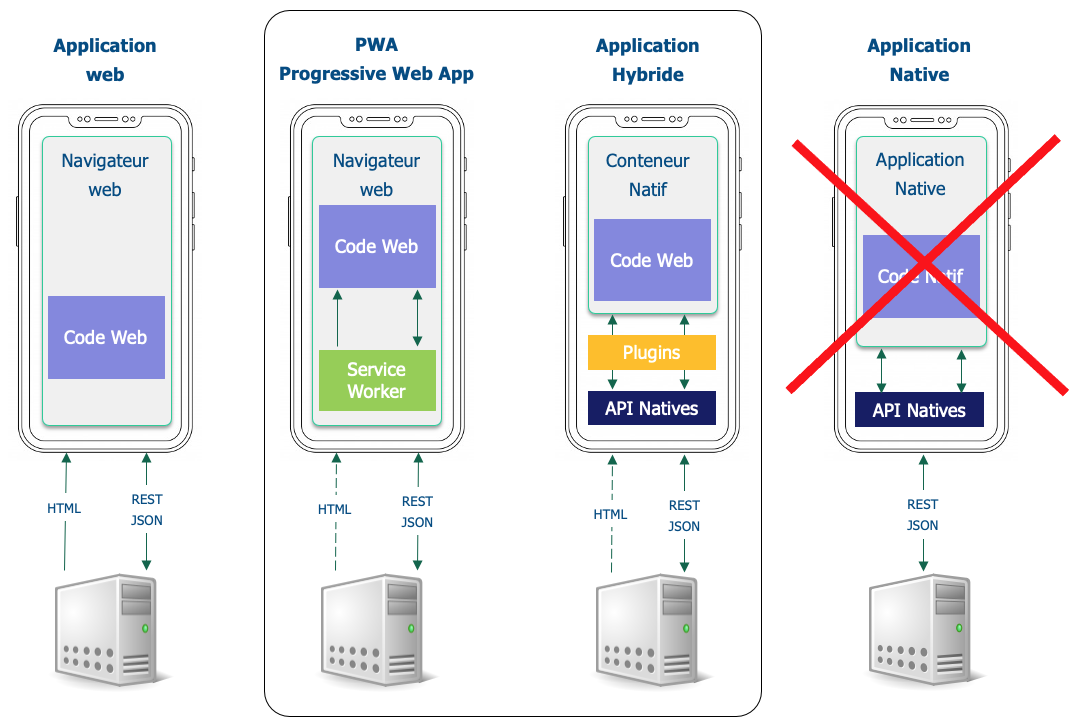 Application
web
Navigateur
web
Code Web
HTML
REST
JSON
PWA
Progressive Web App
Navigateur
web
Code Web
Service
Worker
HTML
REST
JSON
Application
Hybride
Conteneur
Natif
Code Web
Plugins
API Natives
HTML
REST
JSON
Application
Native
Application
Native
Code Natif
API Natives
REST
JSON